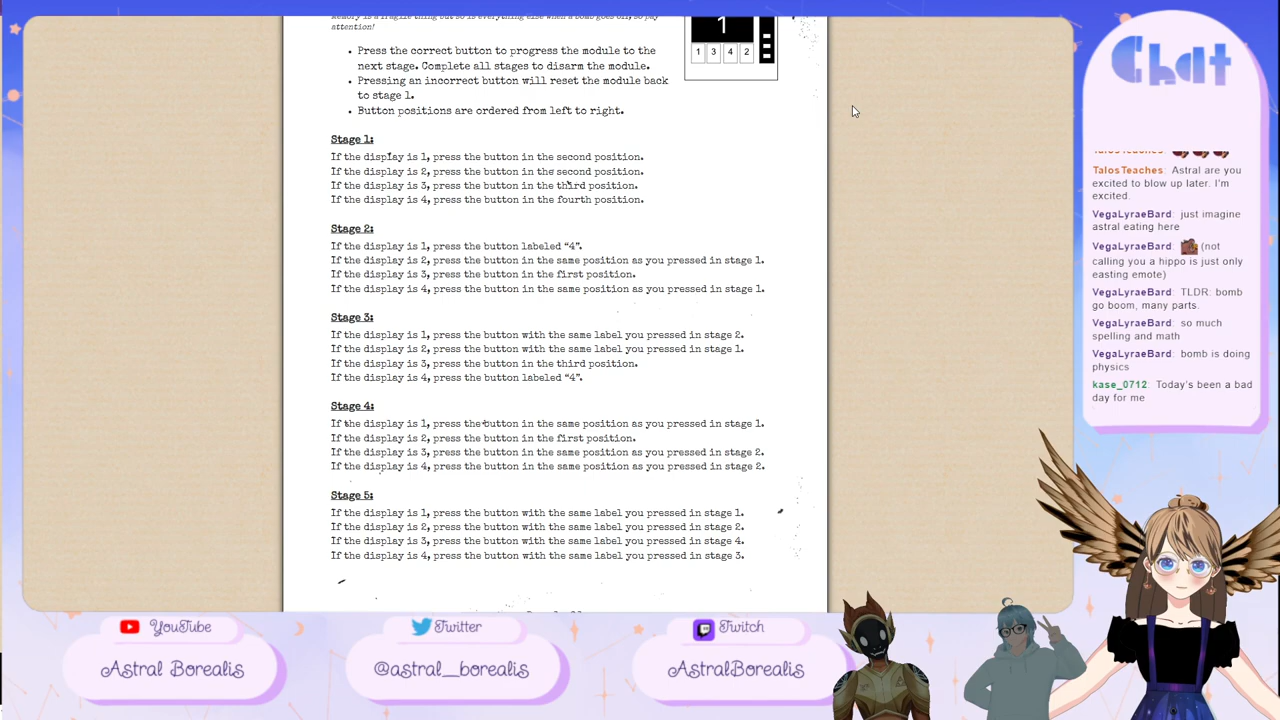 Memory is a fragile thing but so is everything else when a bomb goes off, so pay
attention!
• Press the correct button to progress the module to the
next stage. Complete all stages to disarm the module.
• Pressing an incorrect button will reset the module back
to stage 1.
• Button positions are ordered from left to right.
1
1 3 4 2
Stage 1:
If the display is 1, press the button in the second position.
If the display is 2, press the button in the second position.
If the display is 3, press the button in the third position.
If the display is 4, press the button in the fourth position.
Stage 2:
If the display is 1, press the button labeled "4".
If the display is 2, press the button in the same position as you pressed in stage 1.
If the display is 3, press the button in the first position.
If the display is 4, press the button in the same position as you pressed in stage 1.
Stage 3:
If the display is 1, press the button with the same label you pressed in stage 2.
If the display is 2, press the button with the same label you pressed in stage 1.
If the display is 3, press the button in the third position.
If the display is 4, press the button labeled "4".
Stage 4:
If the display is 1, press the button in the same position as you pressed in stage 1.
If the display is 2, press the button in the first position.
If the display is 3, press the button in the same position as you pressed in stage 2.
If the display is 4, press the button in the same position as you pressed in stage 2.
Stage 5:
If the display is 1, press the button with the same label you pressed in stage 1.
If the display is 2, press the button with the same label you pressed in stage 2.
If the display is 3, press the button with the same label you pressed in stage 4.
If the display is 4, press the button with the same label you pressed in stage 3.
Chat
TalosTeaches:
TalosTeaches: Astral are you
excited to blow up later. I'm
excited.
VegaLyraeBard: just imagine
astral eating here
VegaLyraeBard: (not
calling you a hippo is just only
easting emote)
VegaLyraeBard: TLDR: bomb
go boom, many parts.
VegaLyraeBard: so much
spelling and math
VegaLyraeBard: bomb is doing
physics
kase_0712: Today's been a bad
day for me
YouTube
Astral Borealis
Twitter
@astral_borealis
Twitch
AstralBorealis